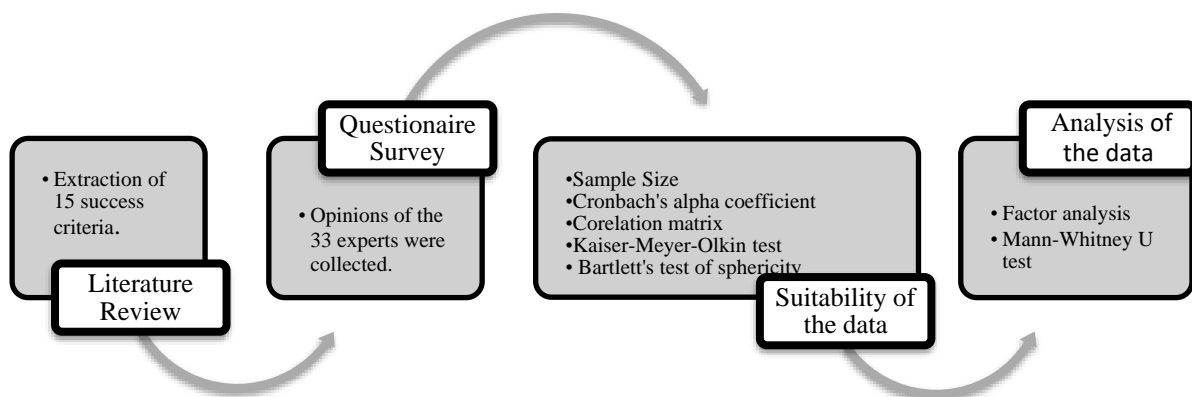 • Extraction of
15 success
criteria.
Literature
Review
Questionaire
Survey
• Opinions of the
33 experts were
collected.
•Sample Size
•Cronbach's alpha coefficient
•Corelation matrix
•Kaiser-Meyer-Olkin test
• Bartlett's test of sphericity
Suitability of
the data
Analysis of
the data
• Factor analysis
• Mann-Whitney U
test